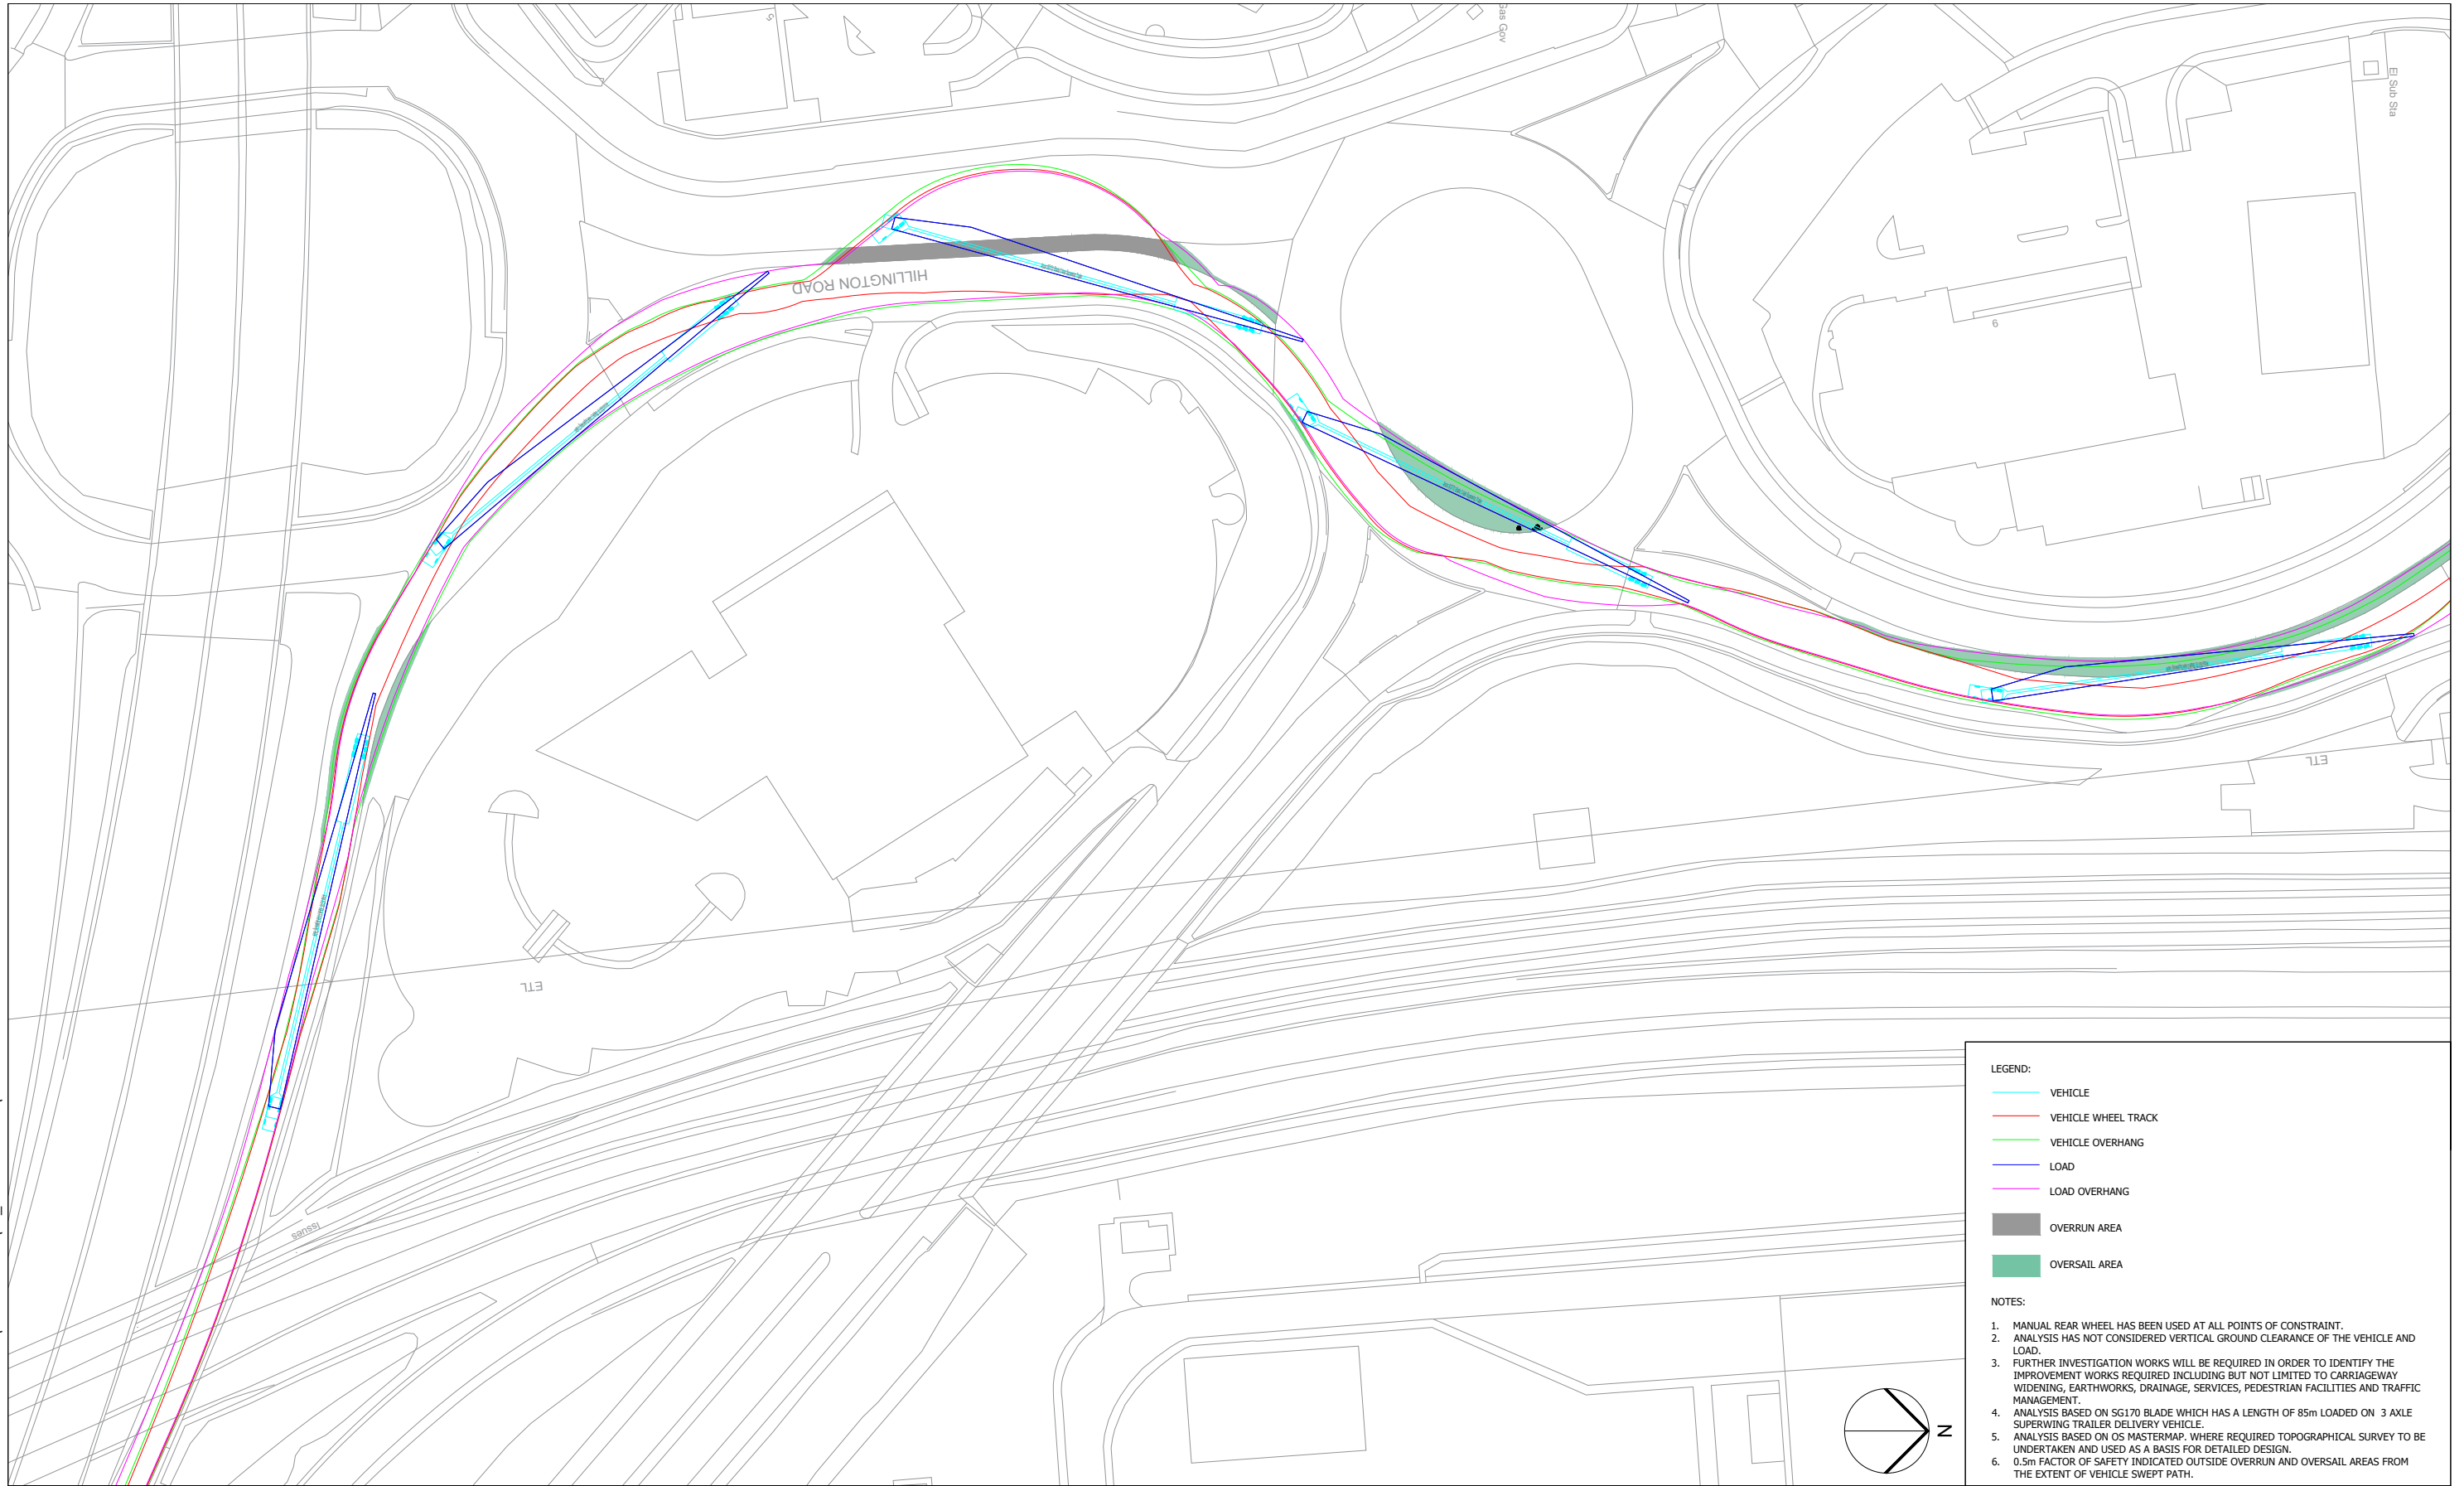 5
Gas Gov
El Sub Sta
HILLINGTON ROAD
9
ETL
ETL
Issues
N
LEGEND:
VEHICLE
VEHICLE WHEEL TRACK
VEHICLE OVERHANG
LOAD
LOAD OVERHANG
OVERRUN AREA
OVERSAIL AREA
NOTES:
1. MANUAL REAR WHEEL HAS BEEN USED AT ALL POINTS OF CONSTRAINT.
2. ANALYSIS HAS NOT CONSIDERED VERTICAL GROUND CLEARANCE OF THE VEHICLE AND
LOAD.
3. FURTHER INVESTIGATION WORKS WILL BE REQUIRED IN ORDER TO IDENTIFY THE
IMPROVEMENT WORKS REQUIRED INCLUDING BUT NOT LIMITED TO CARRIAGEWAY
WIDENING, EARTHWORKS, DRAINAGE, SERVICES, PEDESTRIAN FACILITIES AND TRAFFIC
MANAGEMENT.
4. ANALYSIS BASED ON SG170 BLADE WHICH HAS A LENGTH OF 85m LOADED ON 3 AXLE
SUPERWING TRAILER DELIVERY VEHICLE.
5. ANALYSIS BASED ON OS MASTERMAP. WHERE REQUIRED TOPOGRAPHICAL SURVEY TO BE
UNDERTAKEN AND USED AS A BASIS FOR DETAILED DESIGN.
6. 0.5m FACTOR OF SAFETY INDICATED OUTSIDE OVERRUN AND OVERSAIL AREAS FROM
THE EXTENT OF VEHICLE SWEPT PATH.